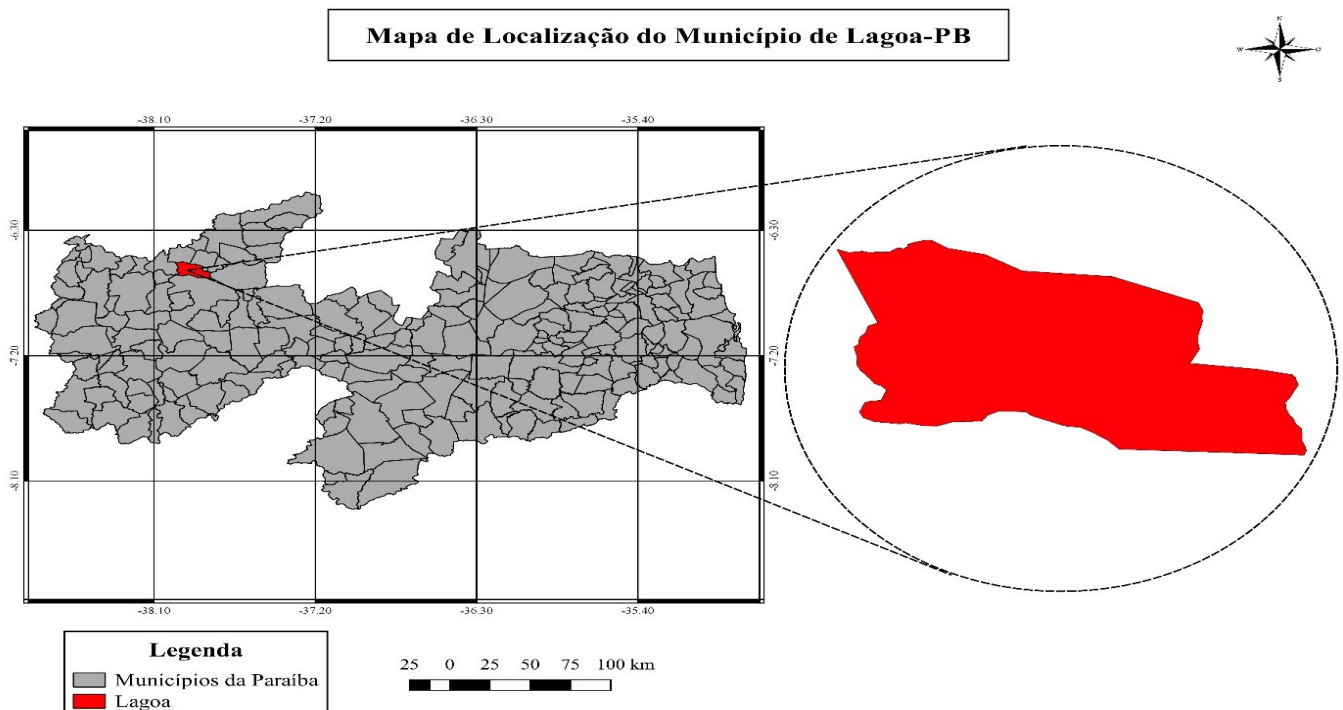 Mapa de Localização do Município de Lagoa-PB
N
W
O
S
-38.10 -37.20 -36.30 -35.40
-6.30 -6.30
-7.20 -7.20
-8.10 -8.10
-38.10 -37.20 -36.30 -35.40
Legenda
Municípios da Paraíba
Lagoa
25 0 25 50 75 100 km